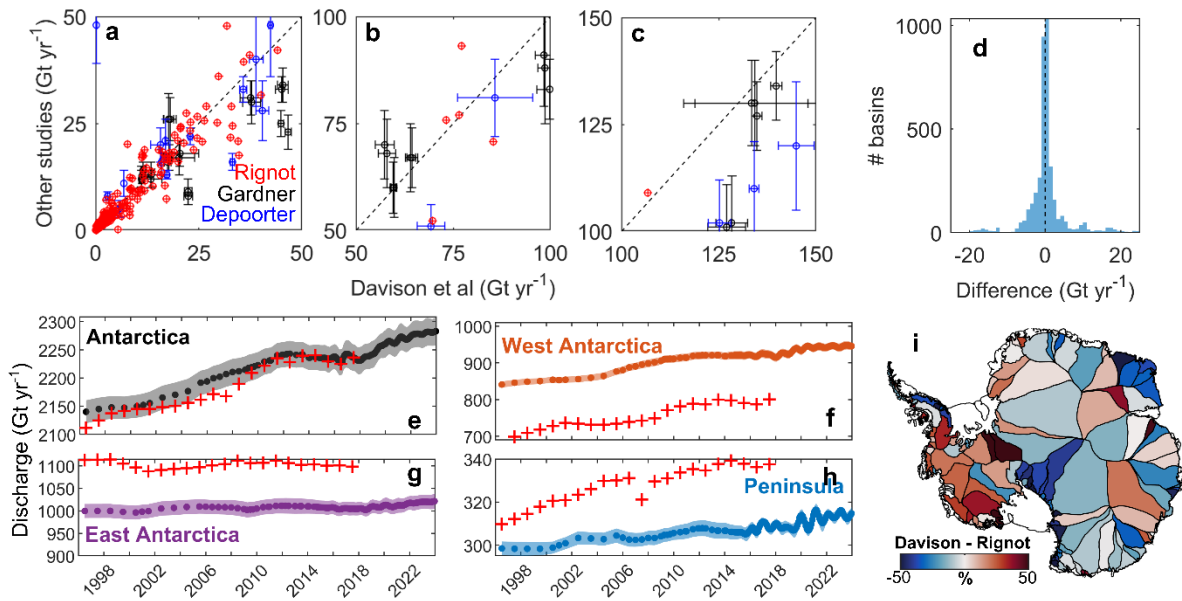 Other studies (Gt yr⁻¹)
50
25
0
a
Rignot
Gardner
Depoorter
0
25
50
100
75
50
b
50
75
100
150
125
100
c
100
125
150
Davison et al (Gt yr⁻¹)
# basins
1000
500
0
d
-20
0
20
Difference (Gt yr⁻¹)
Discharge (Gt yr⁻¹)
2300
2250
2200
2150
2100
Antarctica
e
1000
900
800
700
West Antarctica
f
1100
1050
1000
950
900
g
East Antarctica
1998
2002
2006
2010
2014
2018
2022
340
320
300
h
Peninsula
1998
2002
2006
2010
2014
2018
2022
i
Davison - Rignot
-50
%
50